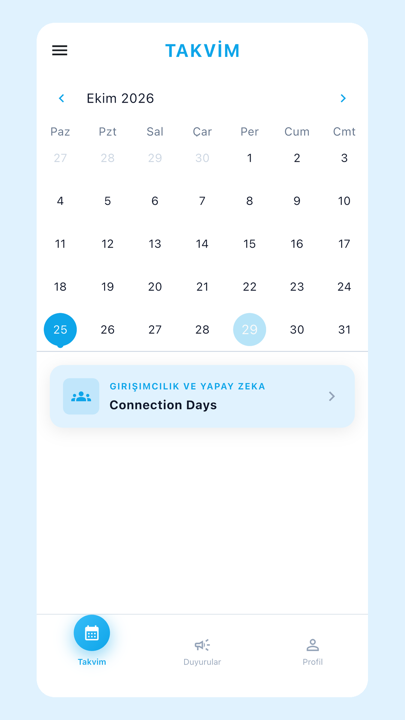 TAKVİM
Ekim 2026
Paz Pzt Sal Çar Per Cum Cmt
27 28 29 30 1 2 3
4 5 6 7 8 9 10
11 12 13 14 15 16 17
18 19 20 21 22 23 24
25 26 27 28 29 30 31
GIRIŞIMCILIK VE YAPAY ZEKA
Connection Days
Takvim Duyurular Profil